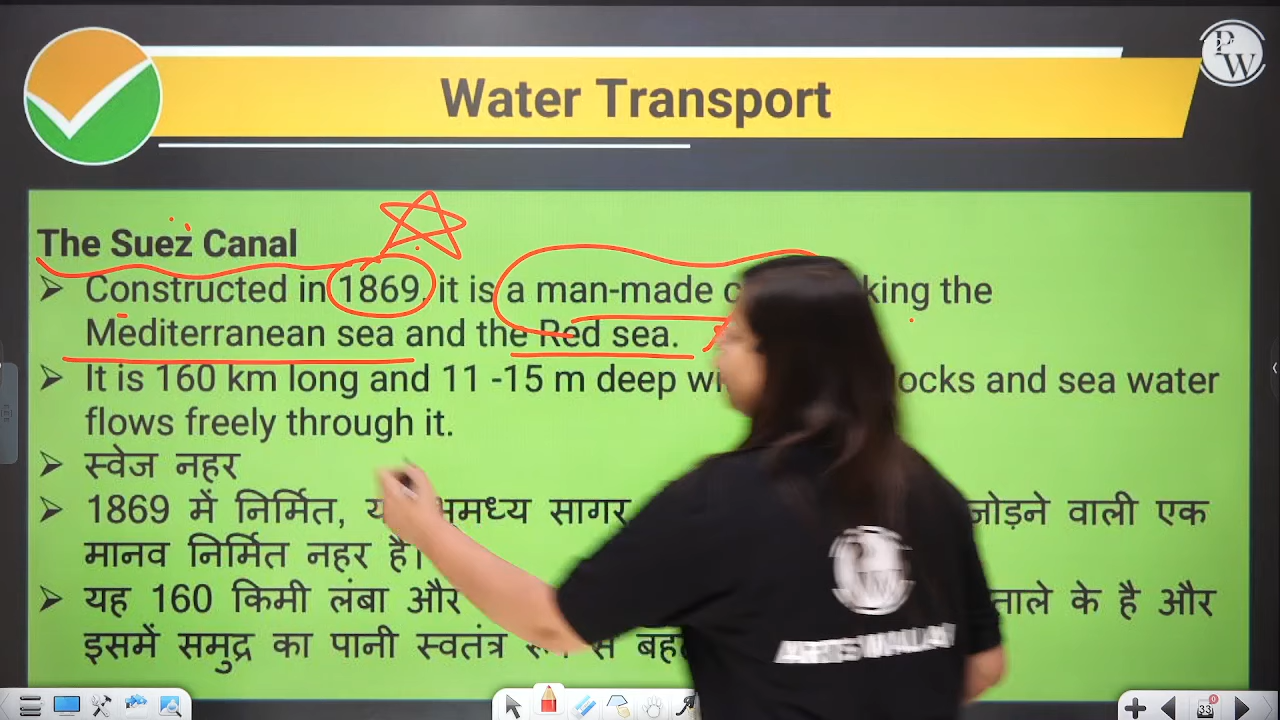 PW
Water Transport
The Suez Canal
Constructed in 1869, it is a man-made king the
Mediterranean sea and the Red sea.
It is 160 km long and 11 -15 m deep ocks and sea water
flows freely through it.
स्वेज नहर
1869 में निर्मित, भूमध्य सागर जोड़ने वाली एक
मानव निर्मित नहर है।
यह 160 किमी लंबा और ताले के है और
इसमें समुद्र का पानी स्वतंत्र से
33